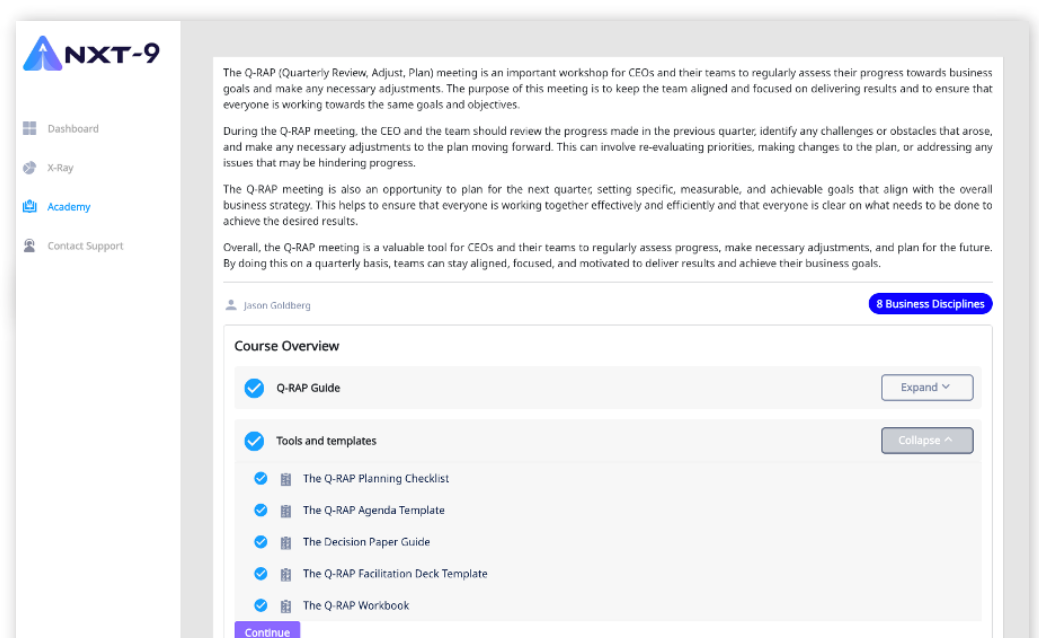 NXT-9
Dashboard
X-Ray
Academy
Contact Support
The Q-RAP (Quarterly Review, Adjust, Plan) meeting is an important workshop for CEOs and their teams to regularly assess their progress towards business
goals and make any necessary adjustments. The purpose of this meeting is to keep the team aligned and focused on delivering results and to ensure that
everyone is working towards the same goals and objectives.
During the Q-RAP meeting, the CEO and the team should review the progress made in the previous quarter, identify any challenges or obstacles that arose,
and make any necessary adjustments to the plan moving forward. This can involve re-evaluating priorities, making changes to the plan, or addressing any
issues that may be hindering progress.
The Q-RAP meeting is also an opportunity to plan for the next quarter, setting specific, measurable, and achievable goals that align with the overall
business strategy. This helps to ensure that everyone is working together effectively and efficiently and that everyone is clear on what needs to be done to
achieve the desired results.
Overall, the Q-RAP meeting is a valuable tool for CEOs and their teams to regularly assess progress, make necessary adjustments, and plan for the future.
By doing this on a quarterly basis, teams can stay aligned, focused, and motivated to deliver results and achieve their business goals.
Jason Goldberg
8 Business Disciplines
Course Overview
Q-RAP Guide
Expand
Tools and templates
Collapse
The Q-RAP Planning Checklist
The Q-RAP Agenda Template
The Decision Paper Guide
The Q-RAP Facilitation Deck Template
The Q-RAP Workbook
Continue